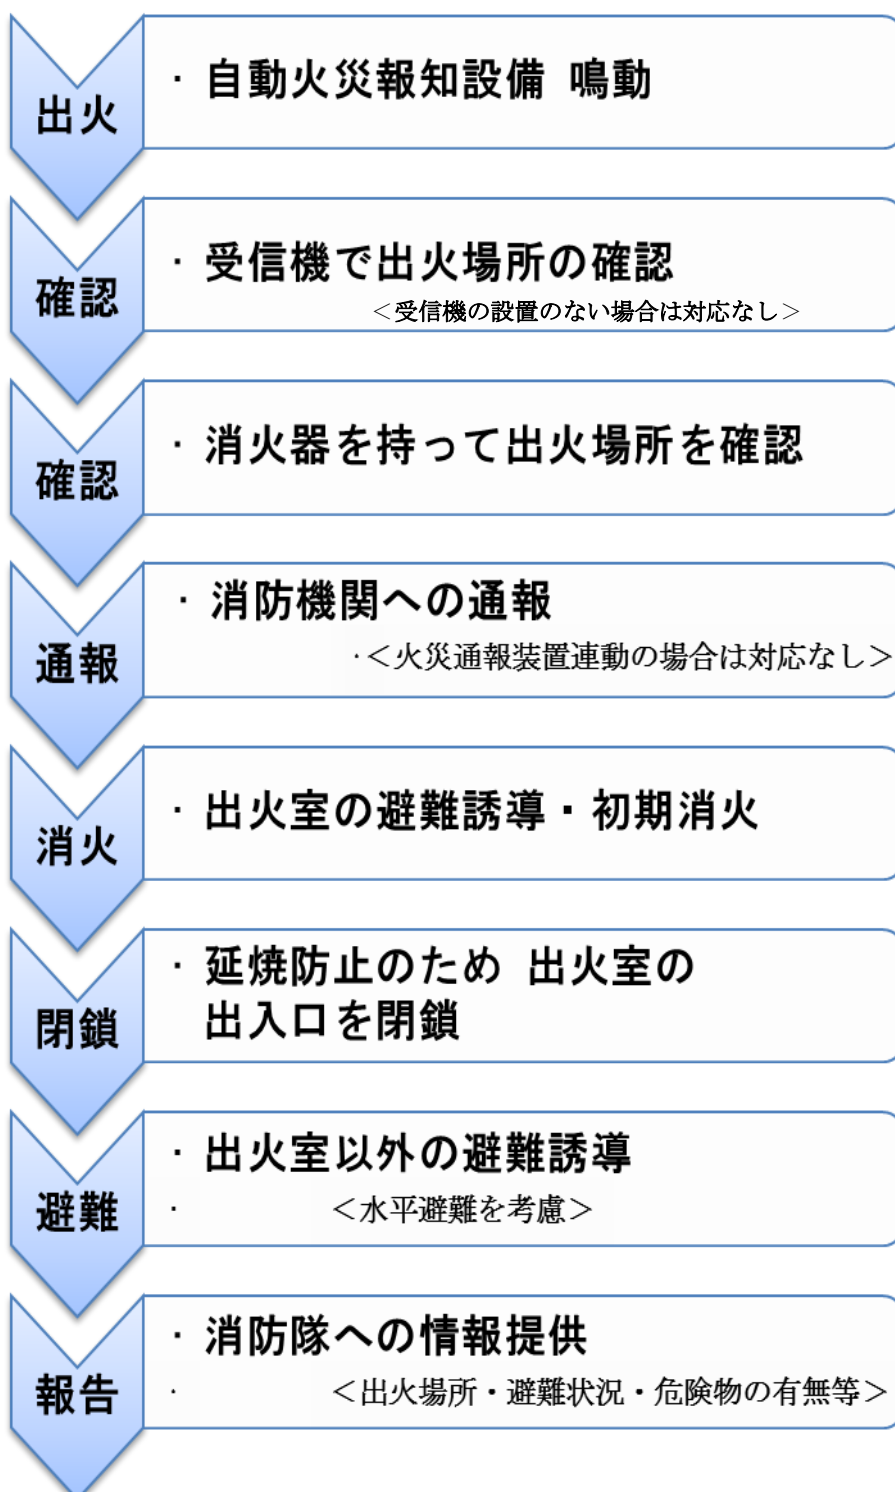 出火
・ 自動火災報知設備 鳴動
確認
・ 受信機で出火場所の確認
＜受信機の設置のない場合は対応なし＞
確認
・ 消火器を持って出火場所を確認
通報
・ 消防機関への通報
・＜火災通報装置連動の場合は対応なし＞
消火
・ 出火室の避難誘導・初期消火
閉鎖
・ 延焼防止のため 出火室の
出入口を閉鎖
避難
・ 出火室以外の避難誘導
・ ＜水平避難を考慮＞
報告
・ 消防隊への情報提供
・ ＜出火場所・避難状況・危険物の有無等＞